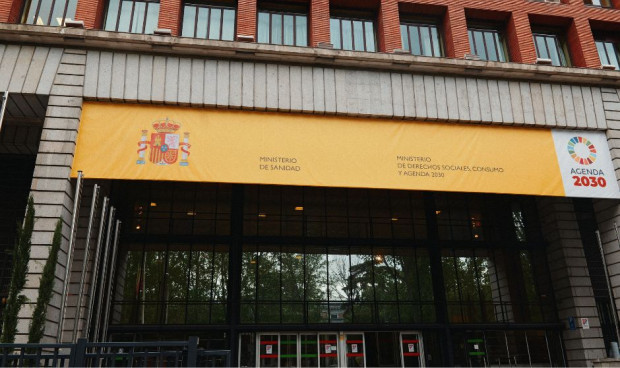 MINISTERIO
DE SANIDAD
MINISTERIO
DE DERECHOS SOCIALES, CONSUMO
Y AGENDA 2030
AGENDA
2030